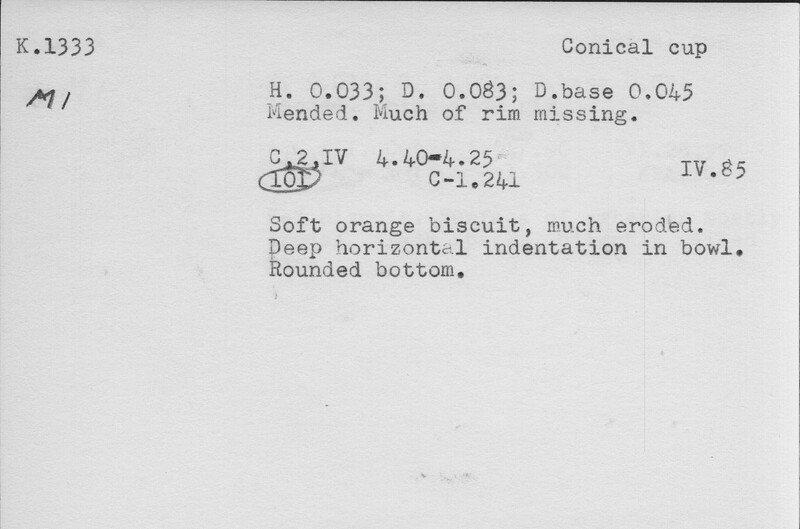 K.1333 Conical cup
M1
H. 0.033; D. 0.083; D.base 0.045
Mended. Much of rim missing.
C,2,IV 4.40-4.25
101 C-1.241 IV.85
Soft orange biscuit, much eroded.
Deep horizontal indentation in bowl.
Rounded bottom.